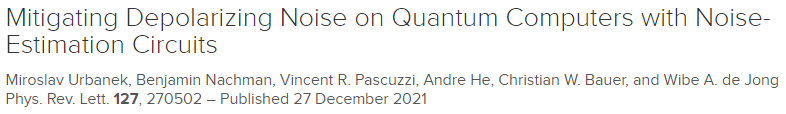 Mitigating Depolarizing Noise on Quantum Computers with Noise-
Estimation Circuits
Miroslav Urbanek, Benjamin Nachman, Vincent R. Pascuzzi, Andre He, Christian W. Bauer, and Wibe A. de Jong
Phys. Rev. Lett. 127, 270502 – Published 27 December 2021